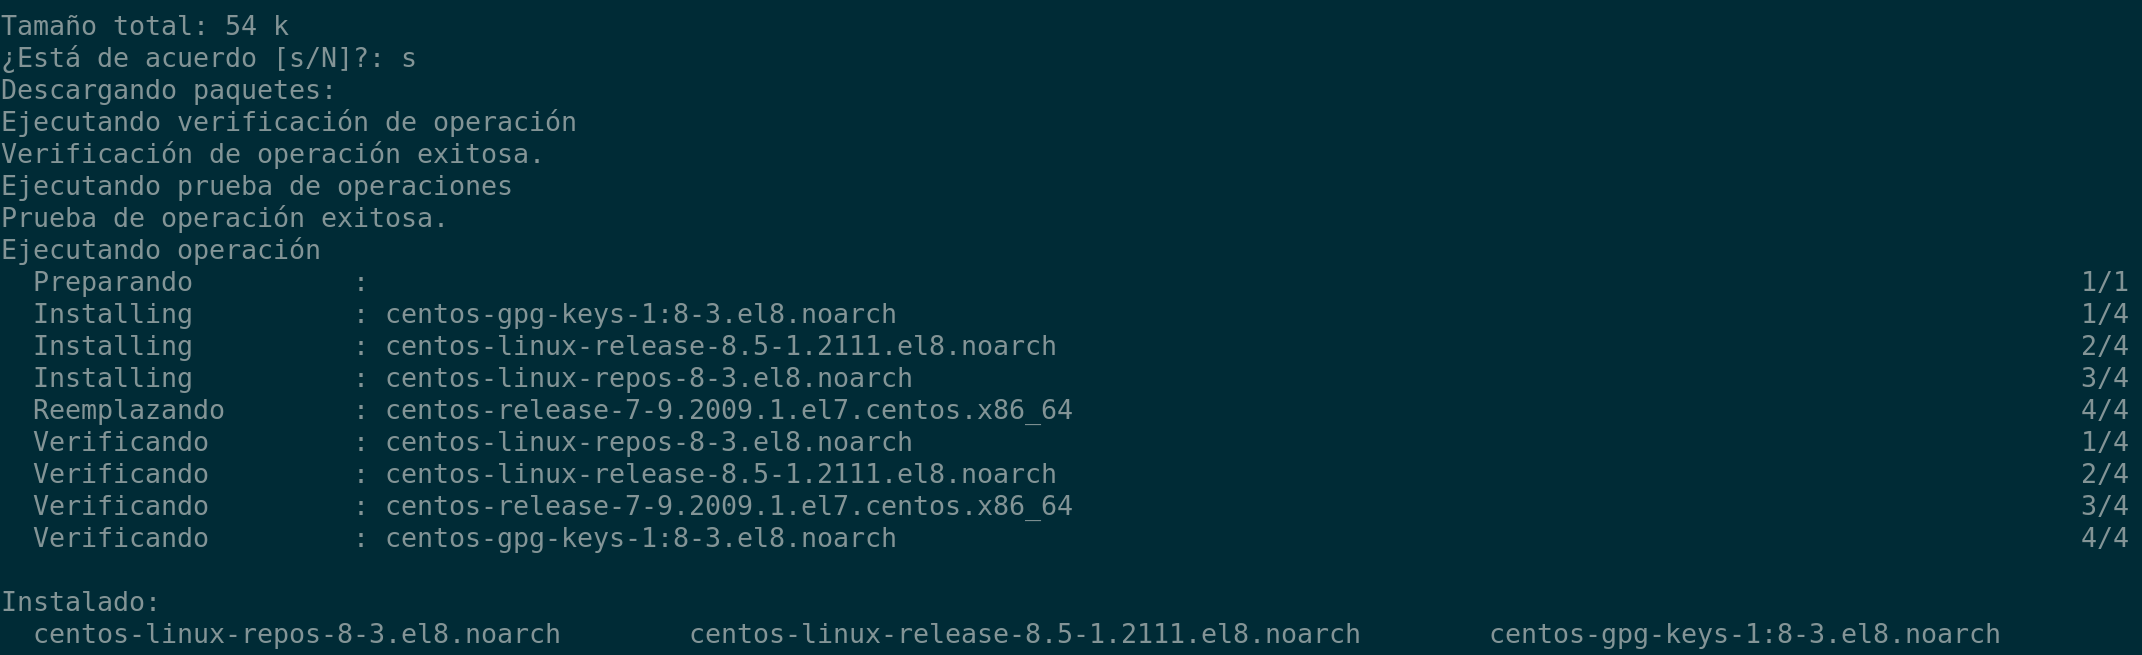 Tamaño total: 54 k
¿Está de acuerdo [s/N]?: s
Descargando paquetes:
Ejecutando verificación de operación
Verificación de operación exitosa.
Ejecutando prueba de operaciones
Prueba de operación exitosa.
Ejecutando operación
  Preparando          :                                                                                                           1/1
  Installing          : centos-gpg-keys-1:8-3.el8.noarch                                                                          1/4
  Installing          : centos-linux-release-8.5-1.2111.el8.noarch                                                                2/4
  Installing          : centos-linux-repos-8-3.el8.noarch                                                                         3/4
  Reemplazando        : centos-release-7-9.2009.1.el7.centos.x86_64                                                               4/4
  Verificando         : centos-linux-repos-8-3.el8.noarch                                                                         1/4
  Verificando         : centos-linux-release-8.5-1.2111.el8.noarch                                                                2/4
  Verificando         : centos-release-7-9.2009.1.el7.centos.x86_64                                                               3/4
  Verificando         : centos-gpg-keys-1:8-3.el8.noarch                                                                          4/4

Instalado:
  centos-linux-repos-8-3.el8.noarch        centos-linux-release-8.5-1.2111.el8.noarch        centos-gpg-keys-1:8-3.el8.noarch